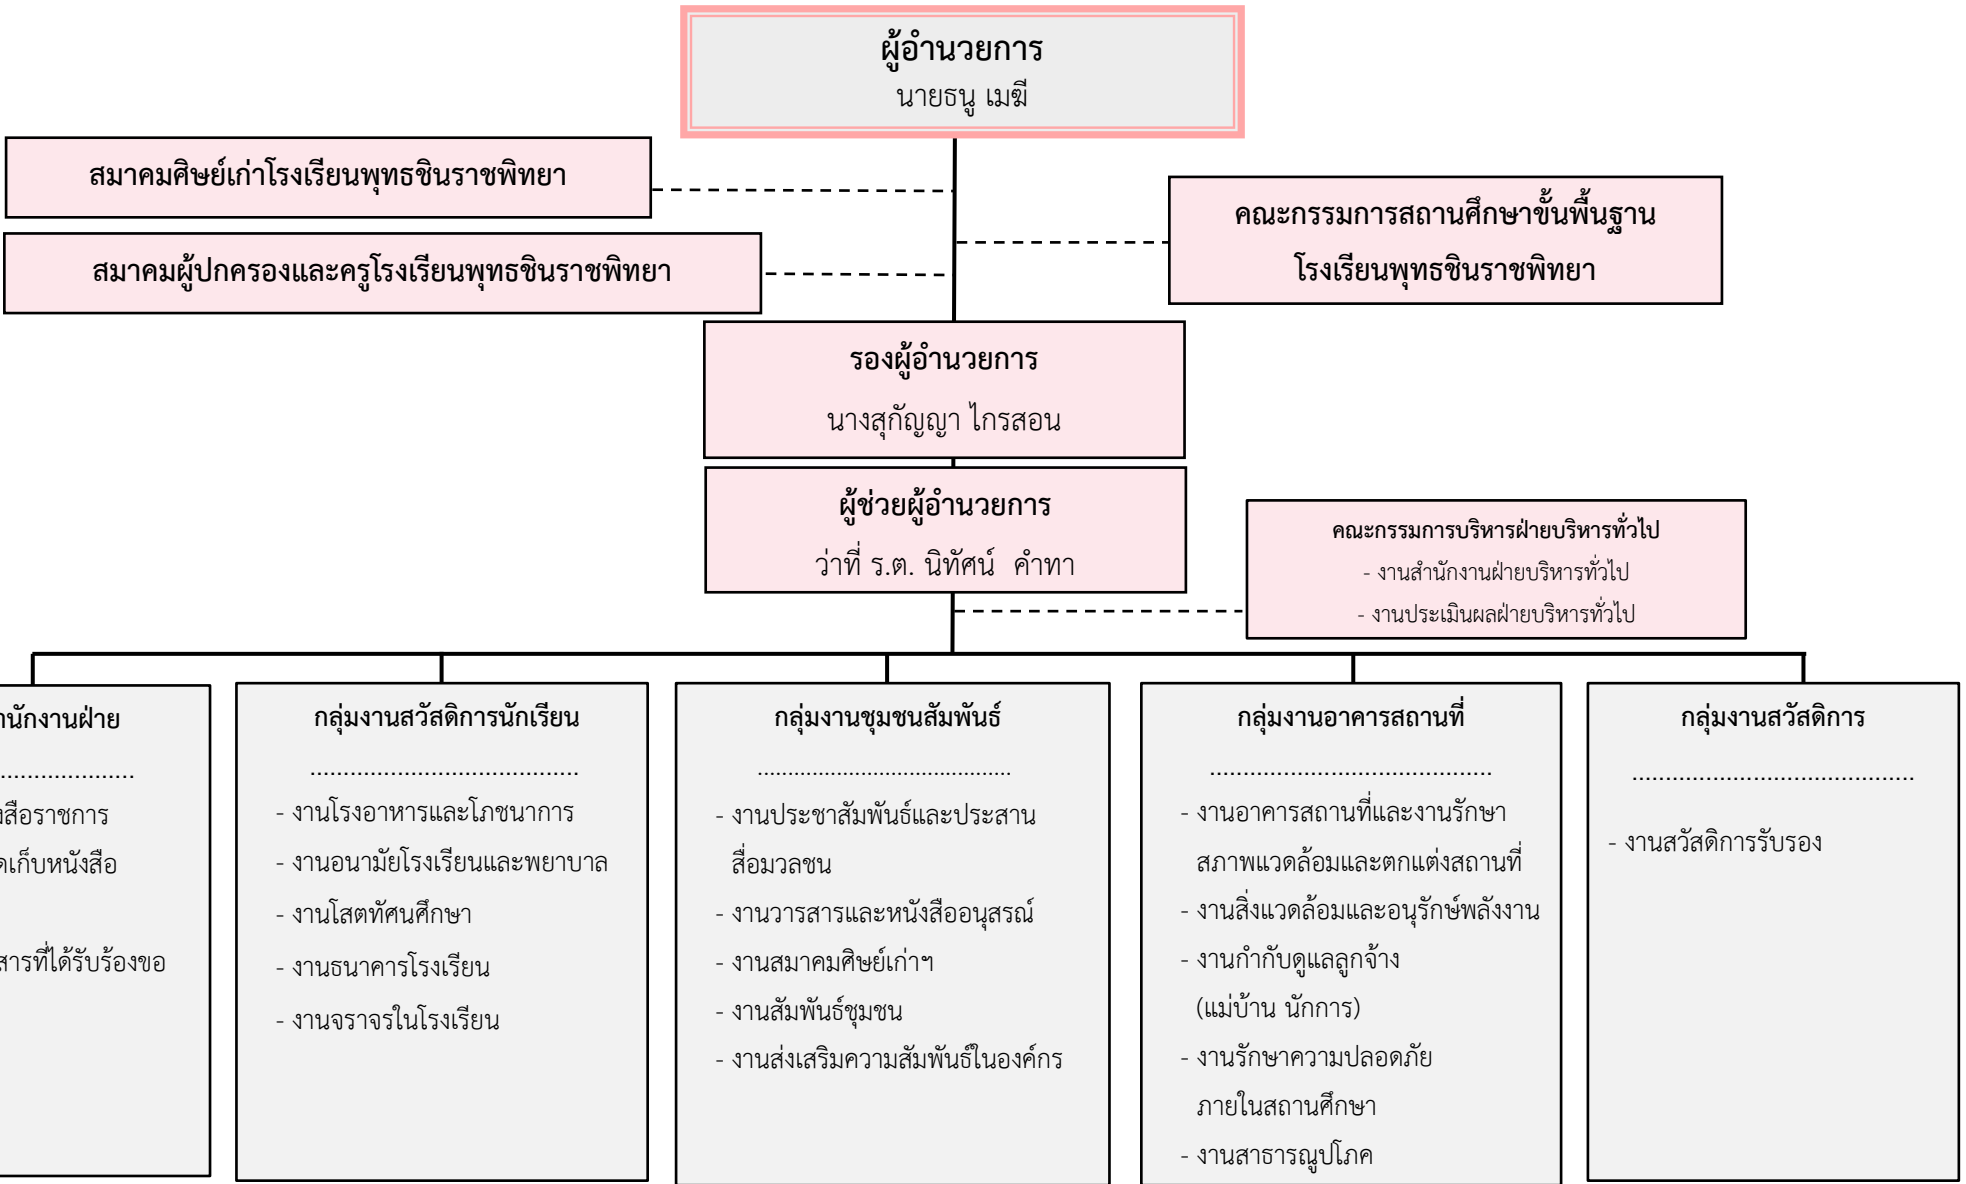 ผู้อำนวยการ
นายธนู เมฆี
สมาคมศิษย์เก่าโรงเรียนพุทธชินราชพิทยา
คณะกรรมการสถานศึกษาขั้นพื้นฐาน
โรงเรียนพุทธชินราชพิทยา
สมาคมผู้ปกครองและครูโรงเรียนพุทธชินราชพิทยา
รองผู้อำนวยการ
นางสุกัญญา ไกรสอน
ผู้ช่วยผู้อำนวยการ
ว่าที่ ร.ต. นิทัศน์ คำทา
คณะกรรมการบริหารฝ่ายบริหารทั่วไป
- งานสำนักงานฝ่ายบริหารทั่วไป
- งานประเมินผลฝ่ายบริหารทั่วไป
นักงานฝ่าย
....................
สือราชการ
เก็บหนังสือ
สารที่ได้รับร้องขอ
กลุ่มงานสวัสดิการนักเรียน
........................................
- งานโรงอาหารและโภชนาการ
- งานอนามัยโรงเรียนและพยาบาล
- งานโสตทัศนศึกษา
- งานธนาคารโรงเรียน
- งานจราจรในโรงเรียน
กลุ่มงานชุมชนสัมพันธ์
..........................................
- งานประชาสัมพันธ์และประสาน
สื่อมวลชน
- งานวารสารและหนังสืออนุสรณ์
- งานสมาคมศิษย์เก่าฯ
- งานสัมพันธ์ชุมชน
- งานส่งเสริมความสัมพันธ์ในองค์กร
กลุ่มงานอาคารสถานที่
..........................................
- งานอาคารสถานที่และงานรักษา
สภาพแวดล้อมและตกแต่งสถานที่
- งานสิ่งแวดล้อมและอนุรักษ์พลังงาน
- งานกำกับดูแลลูกจ้าง
(แม่บ้าน นักการ)
- งานรักษาความปลอดภัย
ภายในสถานศึกษา
- งานสาธารณูปโภค
กลุ่มงานสวัสดิการ
..........................................
- งานสวัสดิการรับรอง